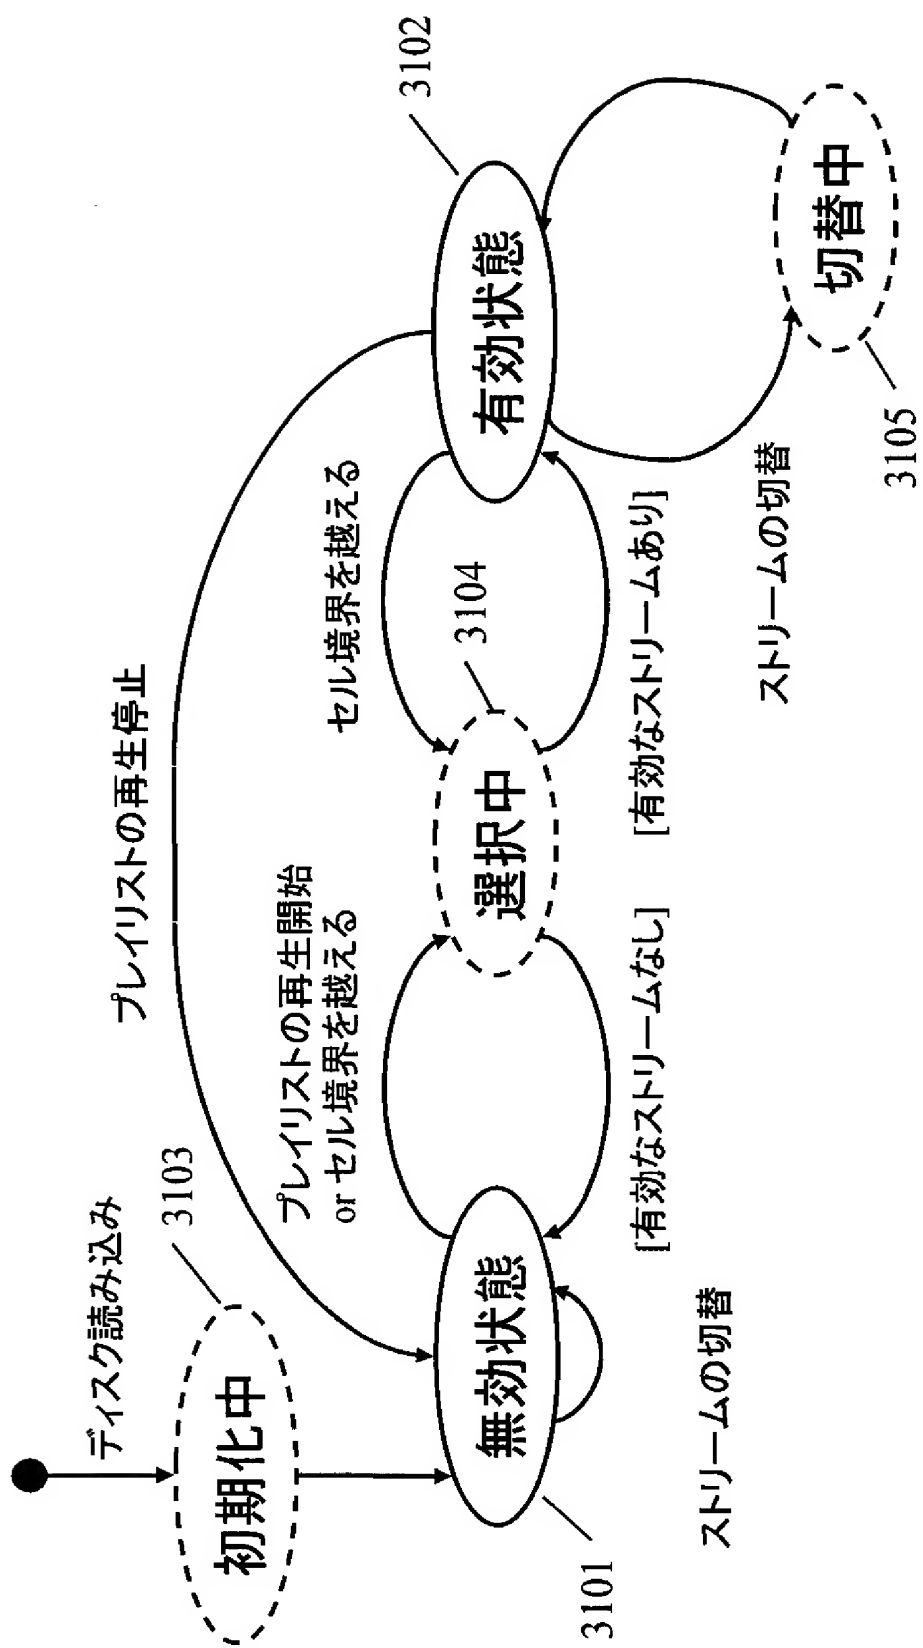 ディスク読み込み
初期化中
3103
プレイリストの再生停止
プレイリストの再生開始
or セル境界を越える
セル境界を越える
3104
3102
無効状態
選択中
有効状態
3101
[有効なストリームなし]
[有効なストリームあり]
ストリームの切替
ストリームの切替
切替中
3105